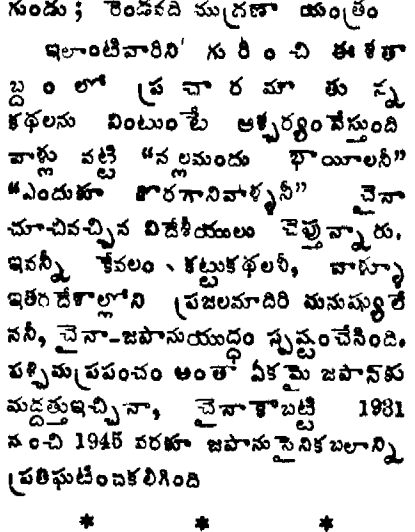 గుండు; రెండవది ముద్రణా యంత్రం
ఇలాంటివారిని గురించి ఈ శతా
బ్దంలో ప్రచారమౌతున్న
కథలను వింటుంటే ఆశ్చర్యంవేస్తుంది
వాళ్లు వట్టి “నల్లమందు భాయీలనీ”
“ఎందుకూ కొరగానివాళ్ళనీ” చైనా
చూచివచ్చిన విదేశీయులు చెప్తున్నారు.
ఇవన్నీ కేవలం కట్టుకథలనీ, వాళ్ళూ
ఇతరదేశాల్లోని ప్రజలమాదిరి మనుష్యులే
ననీ, చైనా-జపానుయుద్ధం స్పష్టంచేసింది.
పశ్చిమప్రపంచం అంతా ఏకమై జపాన్‌కు
మద్దత్తుఇచ్చినా, చైనాకాబట్టి 1931
నుంచి 1945 వరకూ జపానుసైనికబలాన్ని
ప్రతిఘటించకలిగింది
* * *